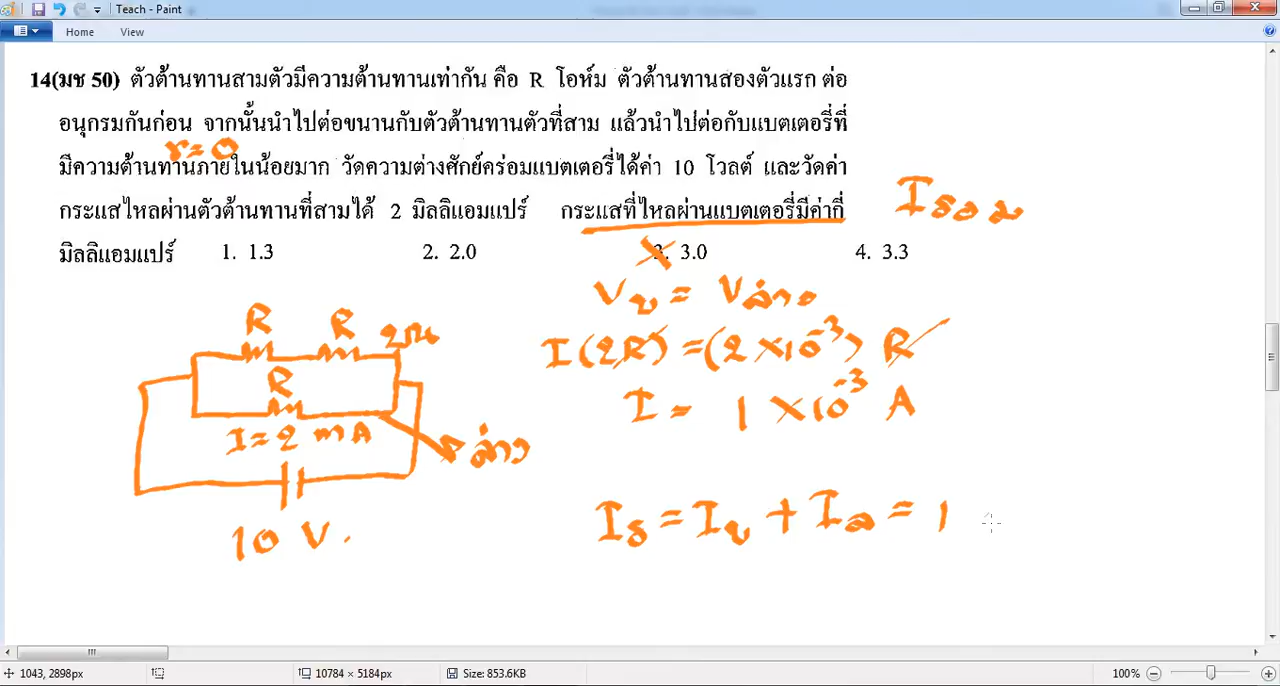 Teach - Paint
Home View
14(มช 50) ตัวต้านทานสามตัวมีความต้านทานเท่ากัน คือ R โอห์ม ตัวต้านทานสองตัวแรก ต่อ
อนุกรมกันก่อน จากนั้นนำไปต่อขนานกับตัวต้านทานตัวที่สาม แล้วนำไปต่อกับแบตเตอรี่ที่
r = 0
มีความต้านทานภายในน้อยมาก วัดความต่างศักย์คร่อมแบตเตอรี่ได้ค่า 10 โวลต์ และวัดค่า
กระแสไหลผ่านตัวต้านทานที่สามได้ 2 มิลลิแอมแปร์ กระแสที่ไหลผ่านแบตเตอรี่มีค่ากี่
I รวม
มิลลิแอมแปร์ 1. 1.3 2. 2.0 3. 3.0 4. 3.3
V บ = V ล่าง
R R บน
I (2R) = (2 × 10⁻³) R
R
I = 1 × 10⁻³ A
I = 2 mA
ล่าง
I ร = I บ + I ล = 1
10 V.
1043, 2898px 10784 × 5184px Size: 853.6KB 100%